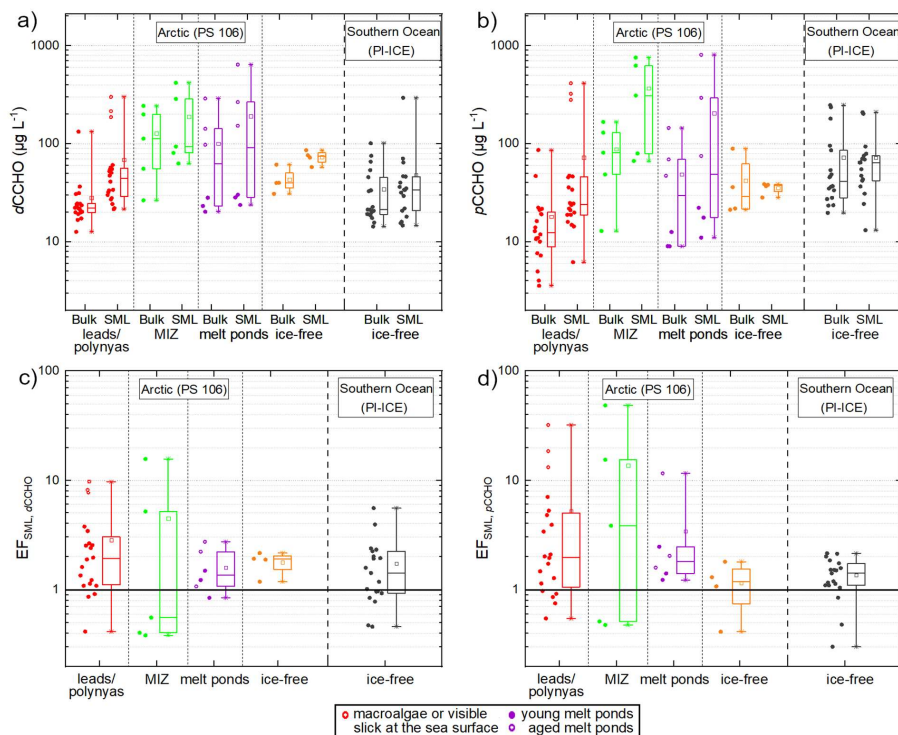 a)
Arctic (PS 106)
Southern Ocean
(PI-ICE)
dCCHO (µg L⁻¹)
1000
100
10
Bulk SML Bulk SML Bulk SML Bulk SML Bulk SML
leads/ MIZ melt ponds ice-free ice-free
polynyas
b)
Arctic (PS 106)
Southern Ocean
(PI-ICE)
pCCHO (µg L⁻¹)
1000
100
10
Bulk SML Bulk SML Bulk SML Bulk SML Bulk SML
leads/ MIZ melt ponds ice-free ice-free
polynyas
c)
Arctic (PS 106)
Southern Ocean
(PI-ICE)
EF SML, dCCHO
100
10
1
leads/ MIZ melt ponds ice-free ice-free
polynyas
d)
Arctic (PS 106)
Southern Ocean
(PI-ICE)
EF SML, pCCHO
100
10
1
leads/ MIZ melt ponds ice-free ice-free
polynyas
macroalgae or visible
slick at the sea surface
young melt ponds
aged melt ponds